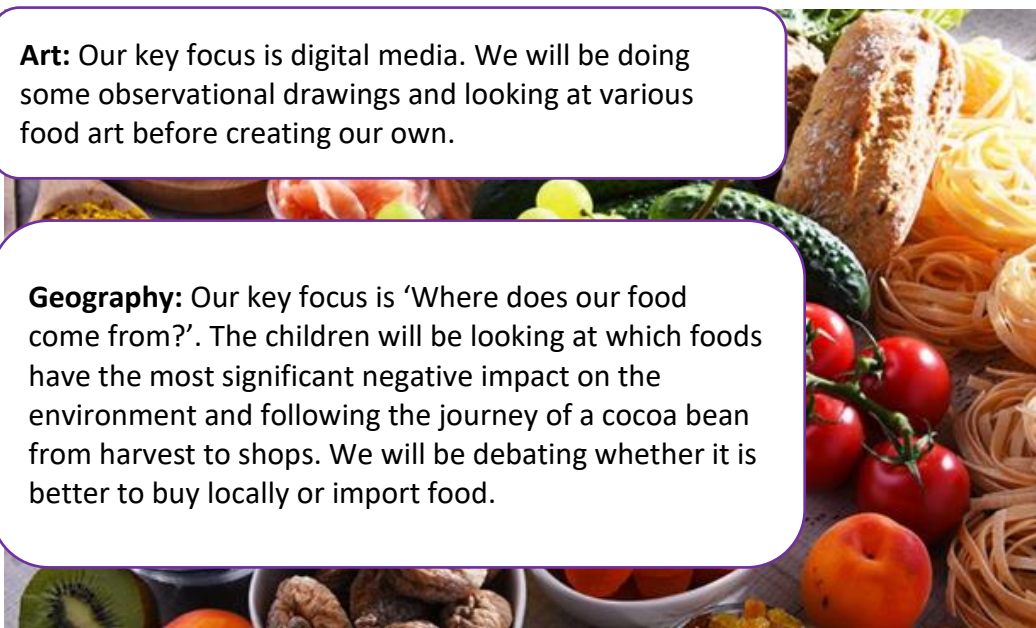 Art: Our key focus is digital media. We will be doing
some observational drawings and looking at various
food art before creating our own.
Geography: Our key focus is ‘Where does our food
come from?’. The children will be looking at which foods
have the most significant negative impact on the
environment and following the journey of a cocoa bean
from harvest to shops. We will be debating whether it is
better to buy locally or import food.